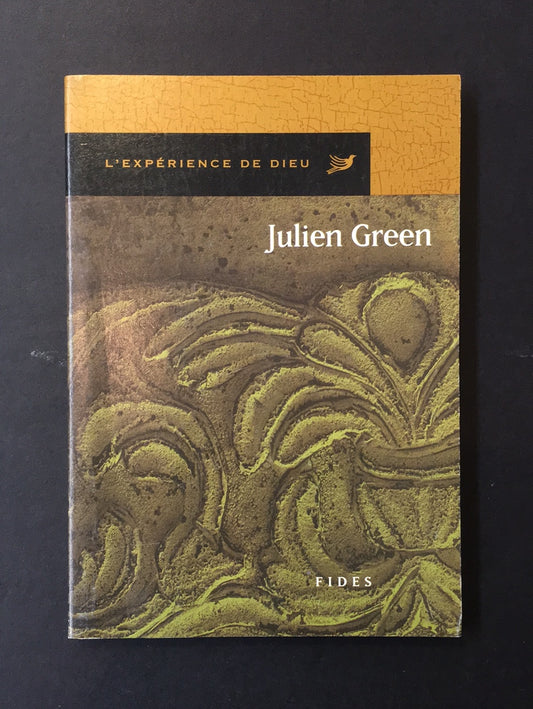 L'EXPÉRIENCE DE DIEU
Julien Green
FIDES